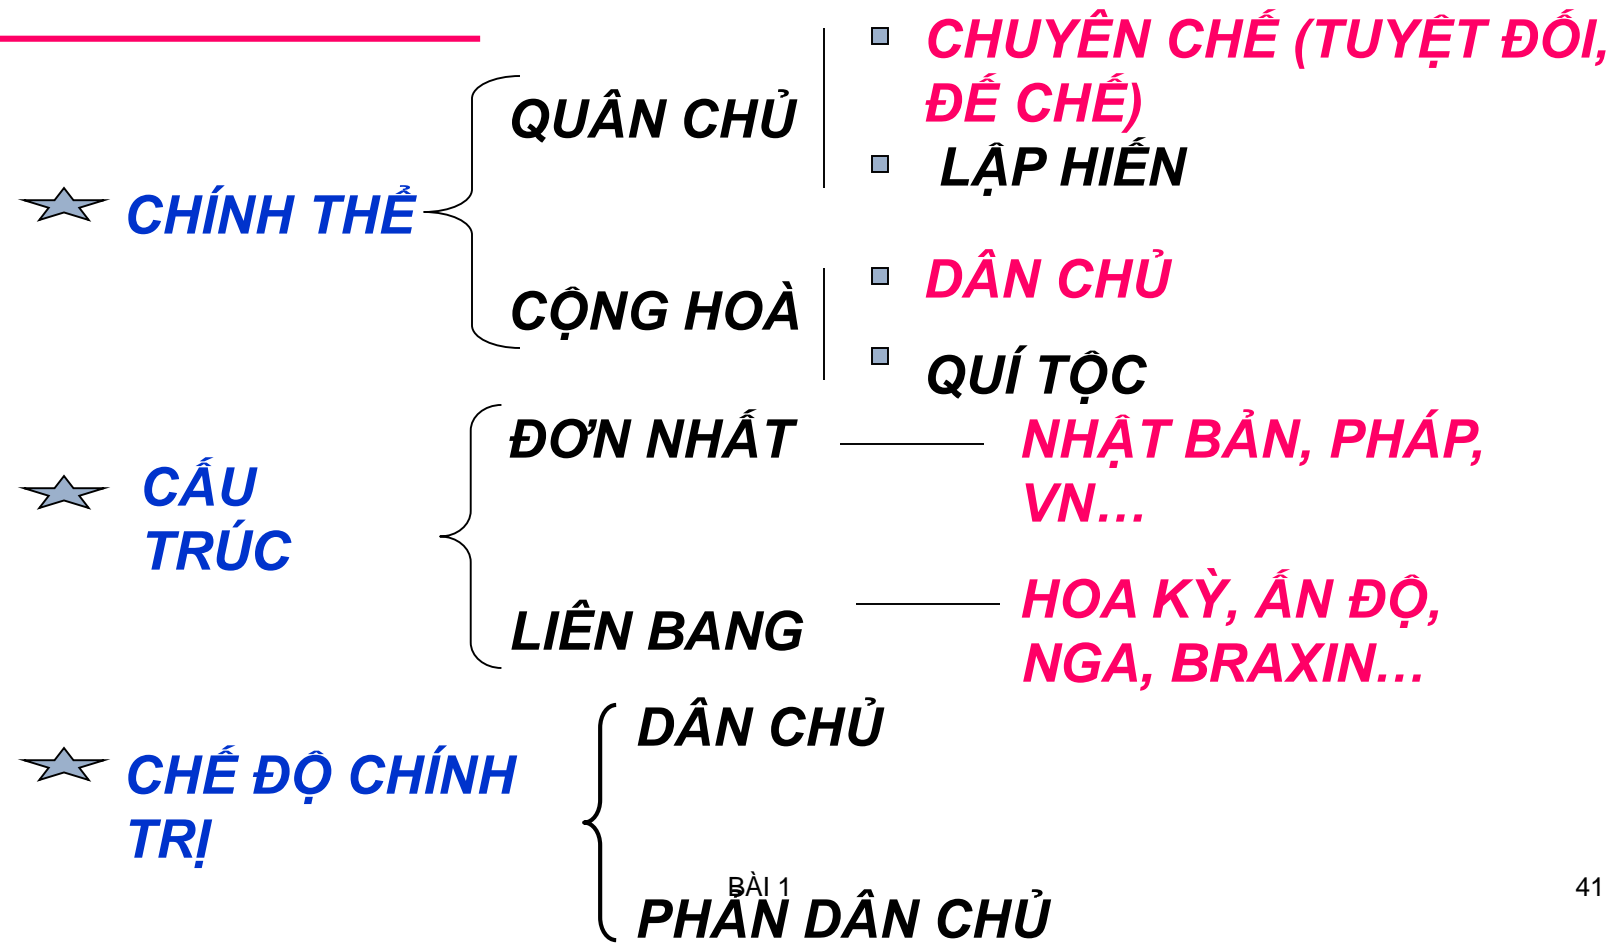 CHUYÊN CHẾ (TUYỆT ĐỐI,
ĐẾ CHẾ)
QUÂN CHỦ
LẬP HIẾN
CHÍNH THỂ
DÂN CHỦ
CỘNG HOÀ
QUÍ TỘC
ĐƠN NHẤT
NHẬT BẢN, PHÁP,
VN...
CẤU
TRÚC
HOA KỲ, ẤN ĐỘ,
NGA, BRAXIN...
LIÊN BANG
DÂN CHỦ
CHẾ ĐỘ CHÍNH
TRỊ
PHẢN DÂN CHỦ
BÀI 1
41